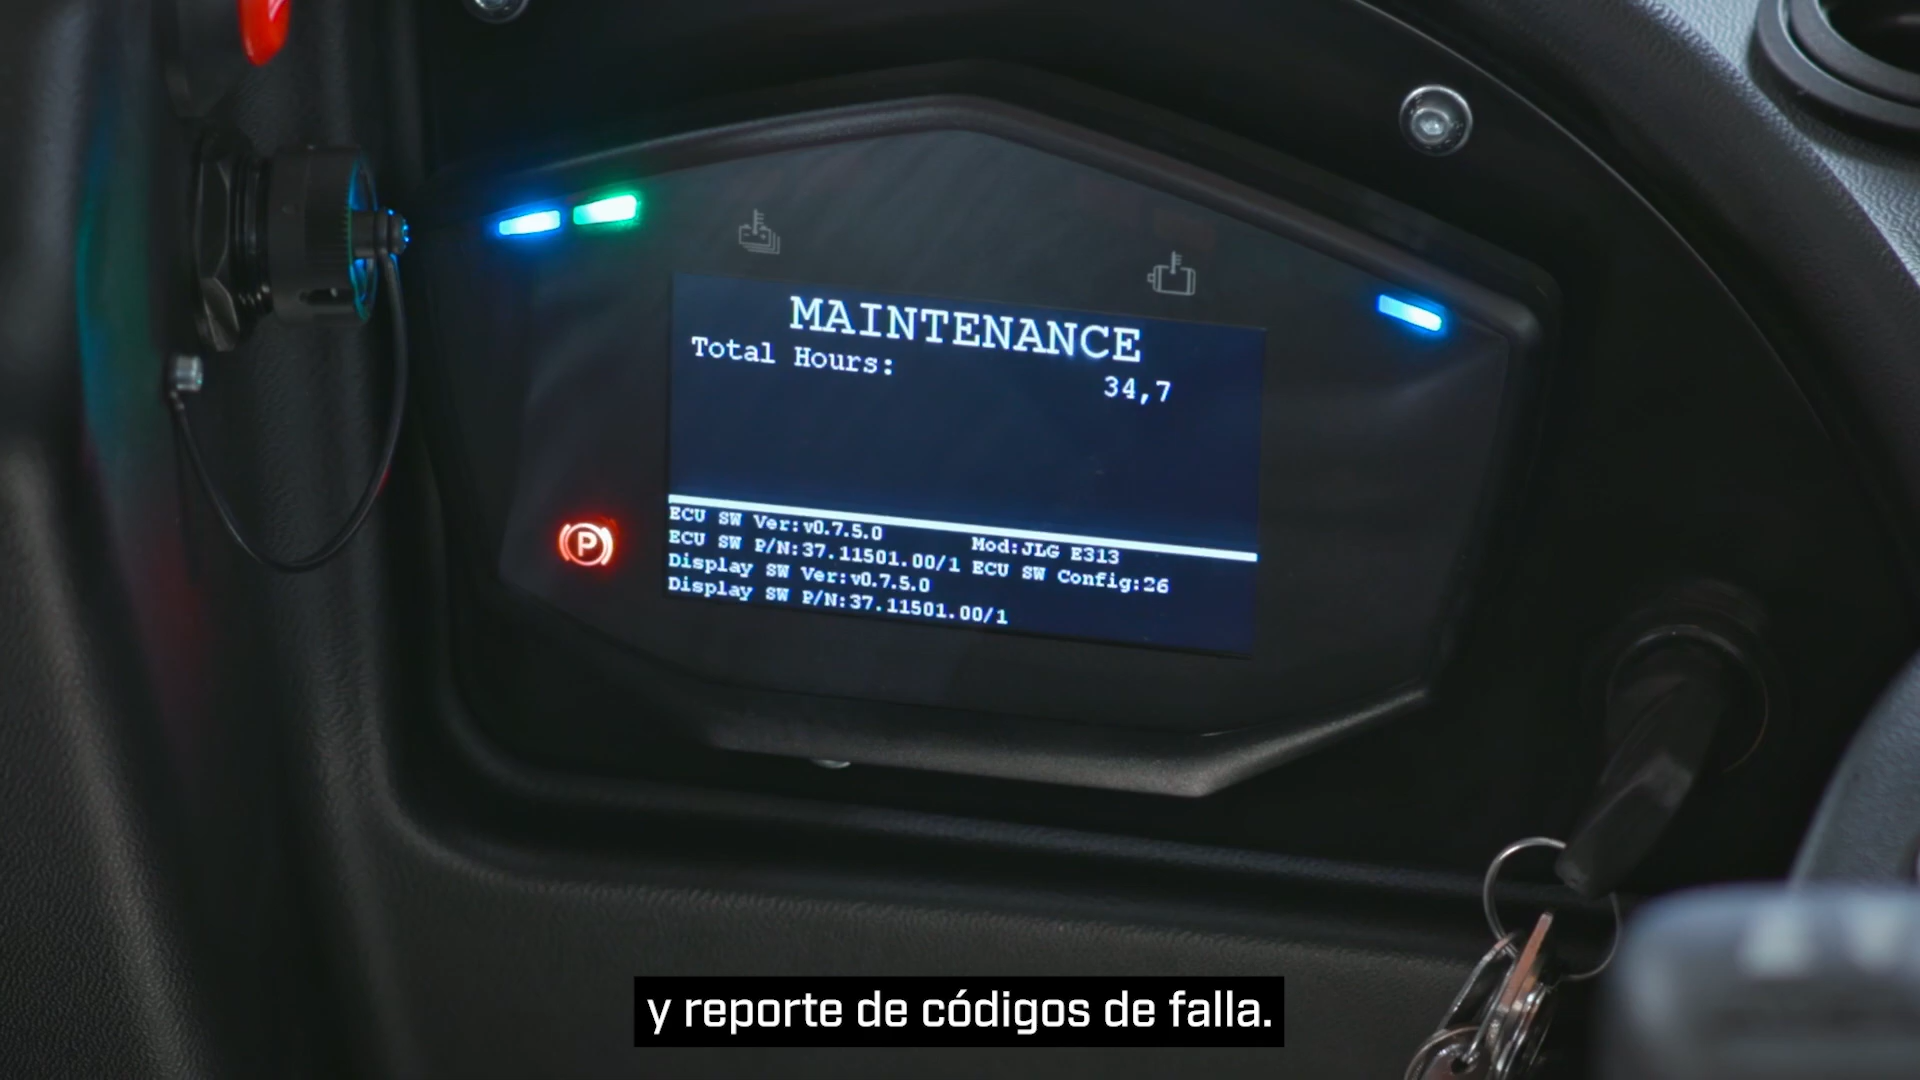 MAINTENANCE
Total Hours:
34,7
ECU SW Ver:v0.7.5.0 Mod:JLG E313
ECU SW P/N:37.11501.00/1 ECU SW Config:26
Display SW Ver:v0.7.5.0
Display SW P/N:37.11501.00/1
P
y reporte de códigos de falla.